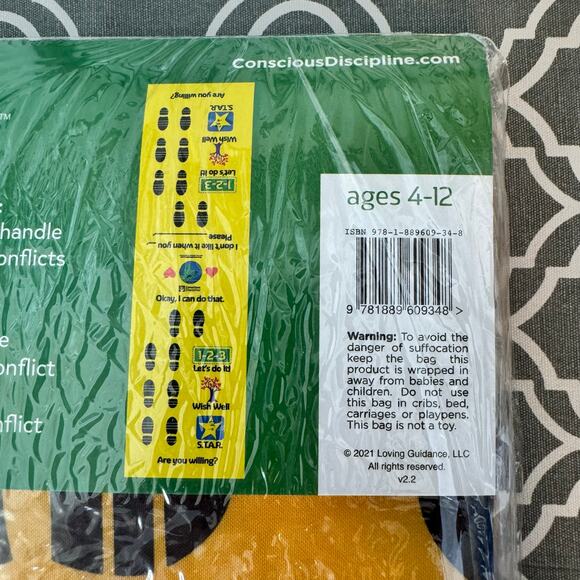 ConsciousDiscipline.com
TM
handle
onflicts
e
onflict
nflict
Are you willing?
S.T.A.R.
Wish Well
Let's do it!
1-2-3
Please
I don't like it when you
Okay, I can do that.
1-2-3
Let's do it!
Wish Well
S.T.A.R.
Are you willing?
ages 4-12
ISBN 978-1-889609-34-8
9 781889 609348 >
Warning: To avoid the
danger of suffocation
keep the bag this
product is wrapped in
away from babies and
children. Do not use
this bag in cribs, bed,
carriages or playpens.
This bag is not a toy.
© 2021 Loving Guidance, LLC
All rights reserved.
v2.2